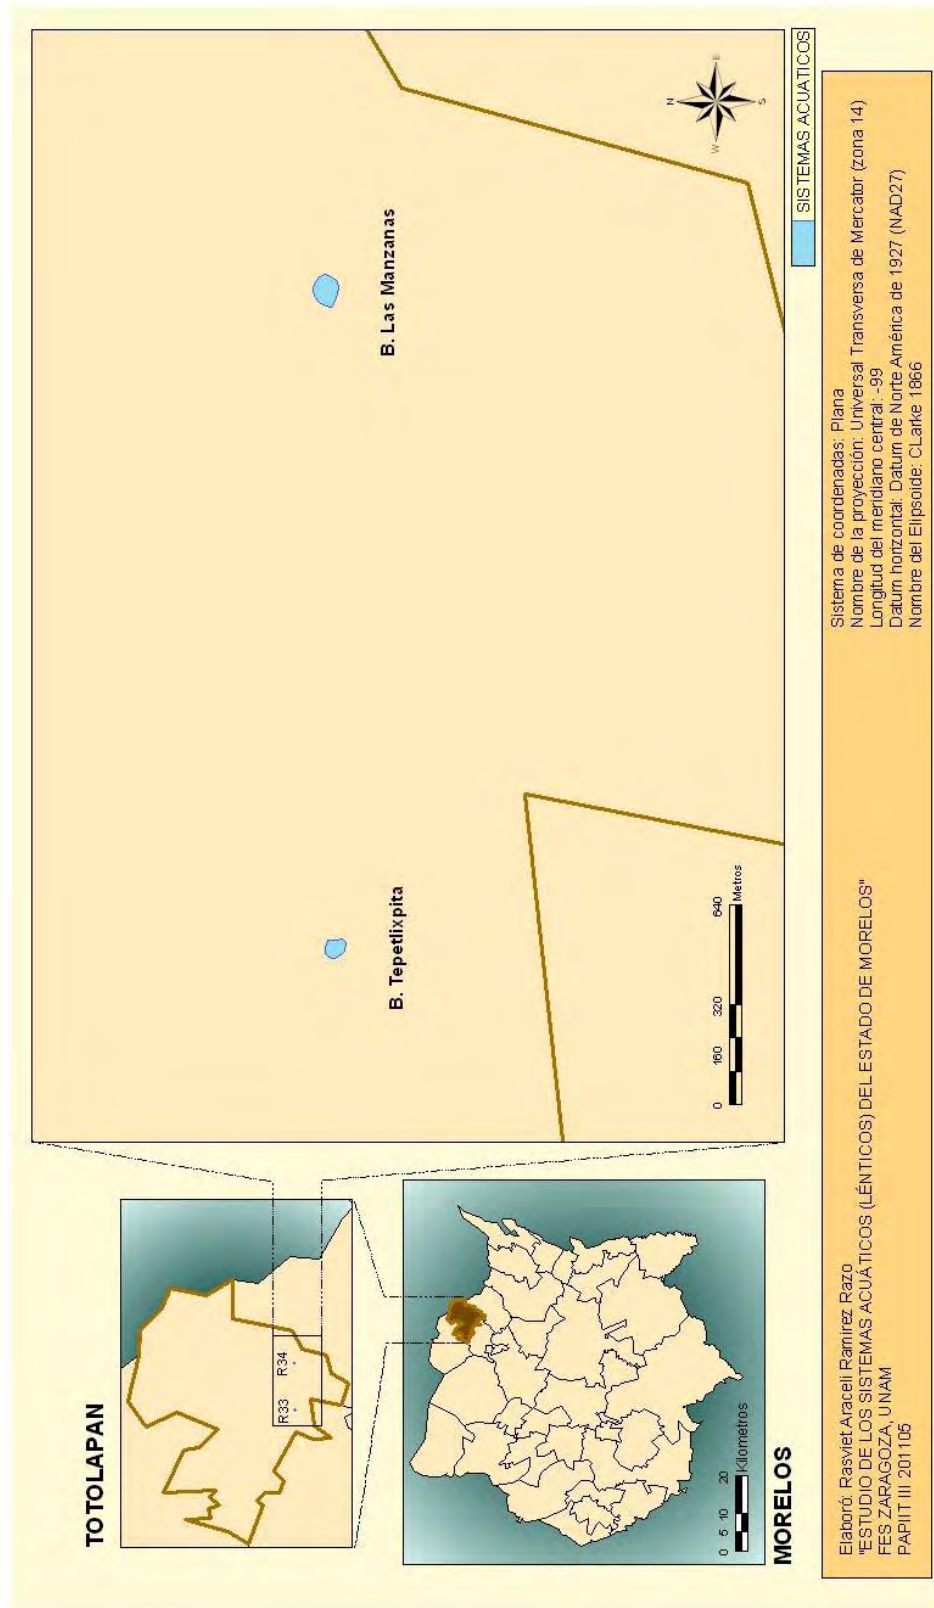 TOTOLAPAN
R33
R34
MORELOS
0 5 10 20
Kilometros
B. Tepetlixpita
B. Las Manzanas
0 160 320 640
Metros
N
W
E
S
SISTEMAS ACUATICOS
Elaboró: Rasviet Araceli Ramirez Razo
"ESTUDIO DE LOS SISTEMAS ACUÁTICOS (LÉNTICOS) DEL ESTADO DE MORELOS"
FES ZARAGOZA, UNAM
PAPIIT III 201105
Sistema de coordenadas: Plana
Nombre de la proyección: Universal Transversa de Mercator (zona 14)
Longitud del meridiano central: -99
Datum horizontal: Datum de Norte América de 1927 (NAD27)
Nombre del Elipsoide: CLarke 1866